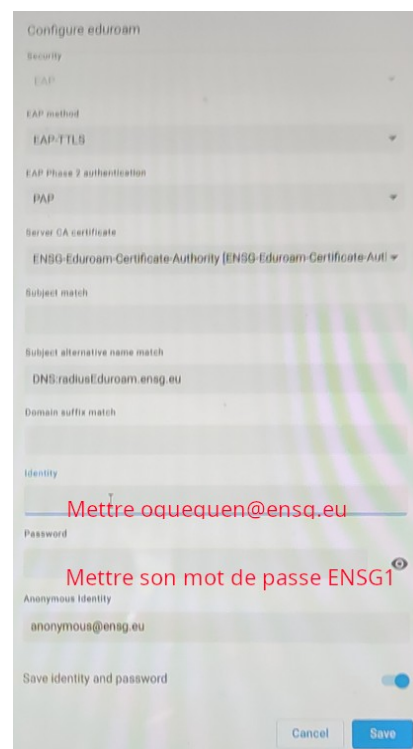 Configure eduroam
Security
EAP
EAP method
EAP-TTLS
EAP Phase 2 authentication
PAP
Server CA certificate
ENSG-Eduroam-Certificate-Authority [ENSG-Eduroam-Certificate-Aut
Subject match
Subject alternative name match
DNS:radiusEduroam.ensg.eu
Domain suffix match
Identity
Mettre oquequen@ensg.eu
Password
Mettre son mot de passe ENSG1
Anonymous Identity
anonymous@ensg.eu
Save identity and password
Cancel Save